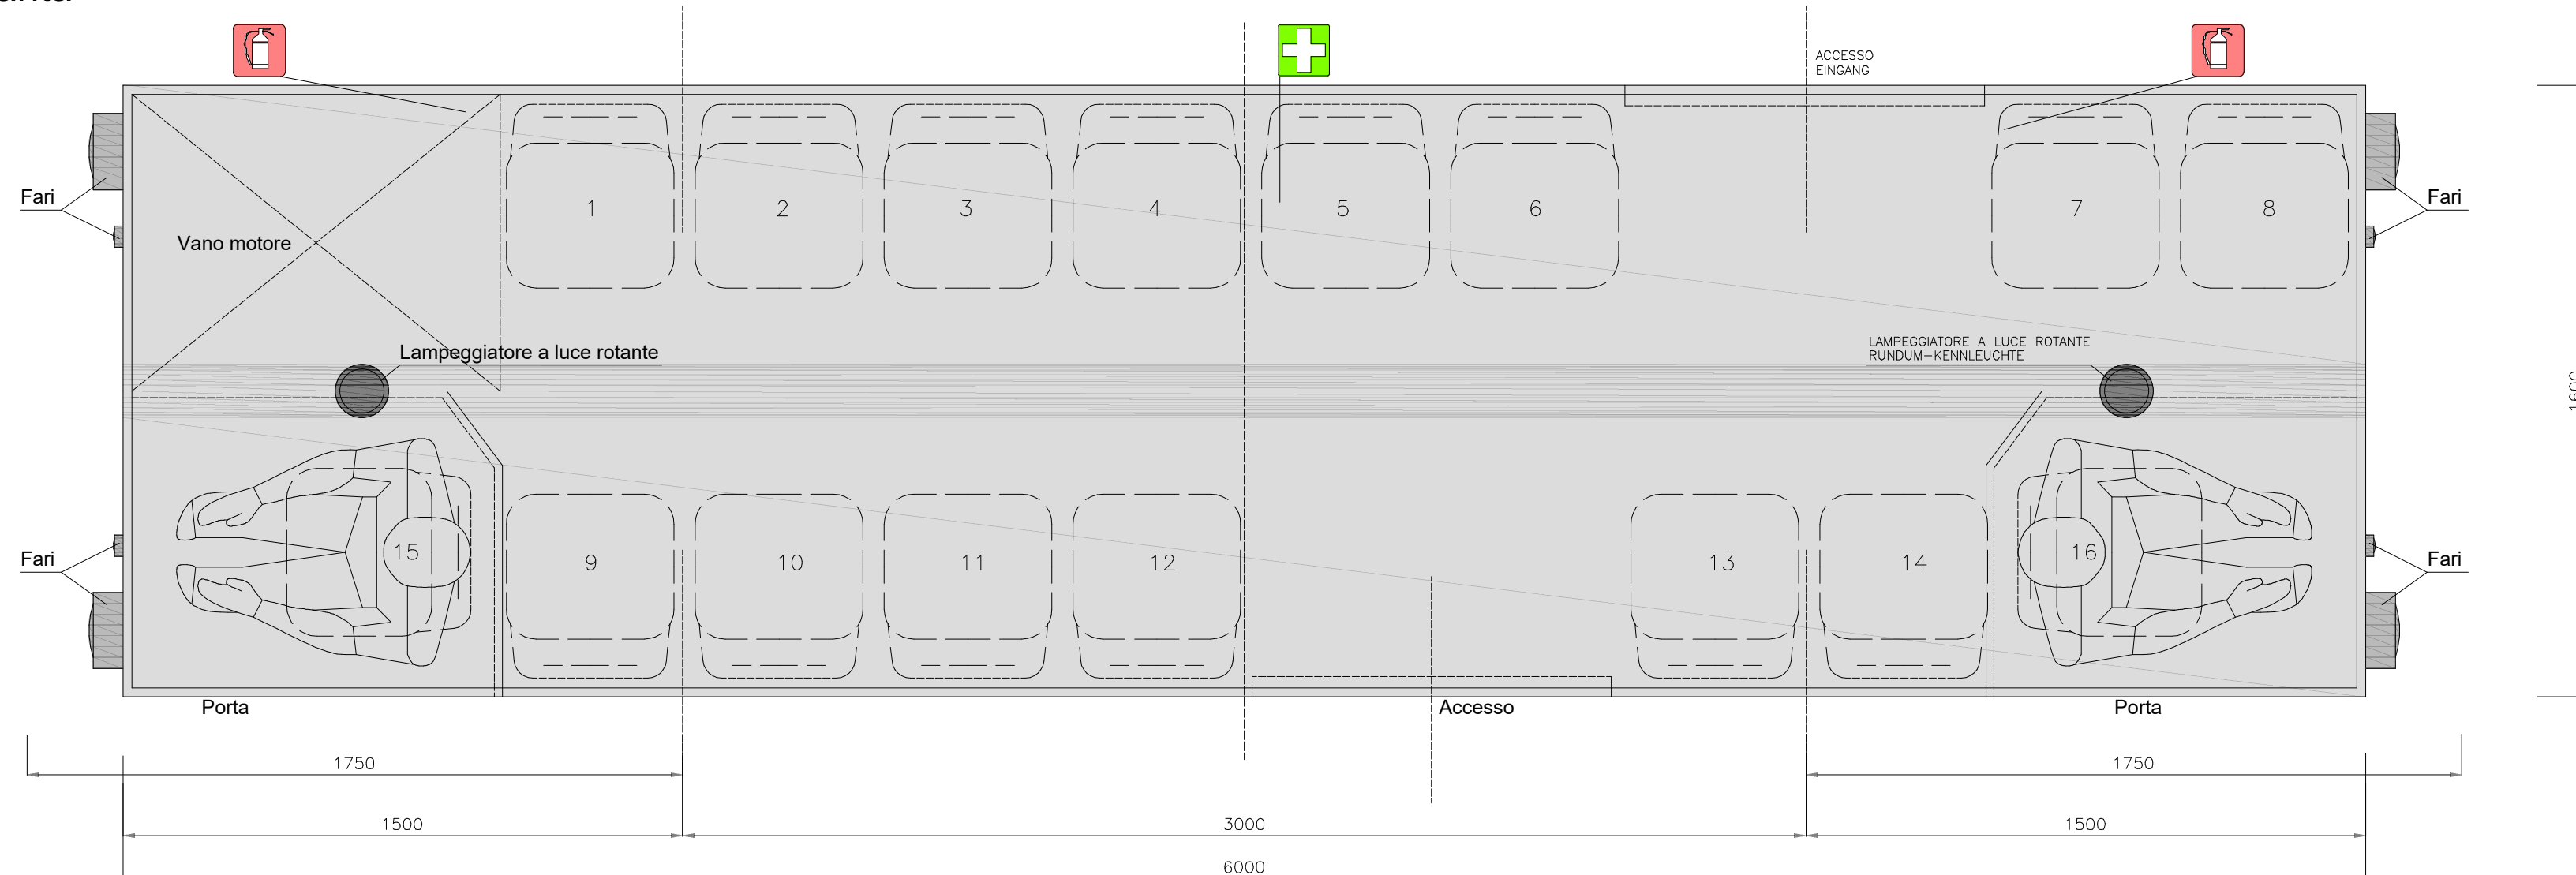 ACCESSO
EINGANG
Fari
Fari
1
2
3
4
5
6
7
8
Vano motore
Lampeggiatore a luce rotante
LAMPEGGIATORE A LUCE ROTANTE
RUNDUM-KENNLEUCHTE
1600
15
16
Fari
Fari
9
10
11
12
13
14
Porta
Accesso
Porta
1750
1750
1500
3000
1500
6000